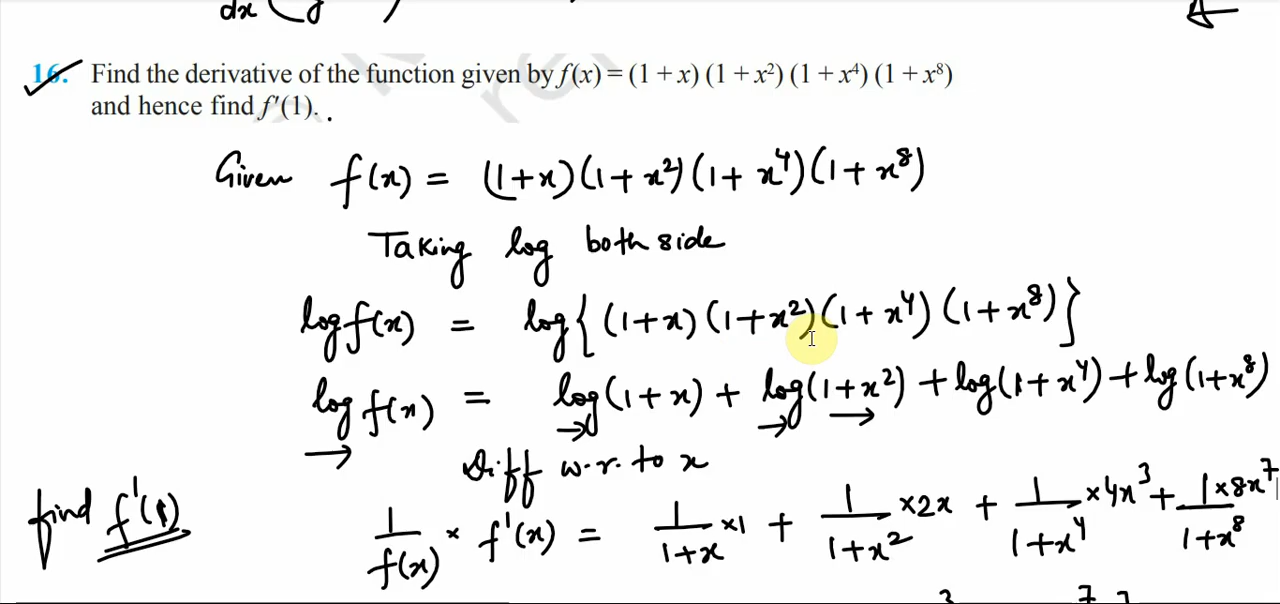 dx
16. Find the derivative of the function given by f(x) = (1 + x) (1 + x²) (1 + x⁴) (1 + x⁸)
and hence find f′(1).
Given f(x) = (1+x)(1+x²)(1+x⁴)(1+x⁸)
Taking log both side
log f(x) = log{(1+x)(1+x²)(1+x⁴)(1+x⁸)}
log f(x) = log(1+x) + log(1+x²) + log(1+x⁴) + log(1+x⁸)
Diff w.r. to x
find f'(1)
1/f(x) × f'(x) = 1/(1+x) ×1 + 1/(1+x²) ×2x + 1/(1+x⁴) ×4x³ + 1×8x⁷/(1+x⁸)